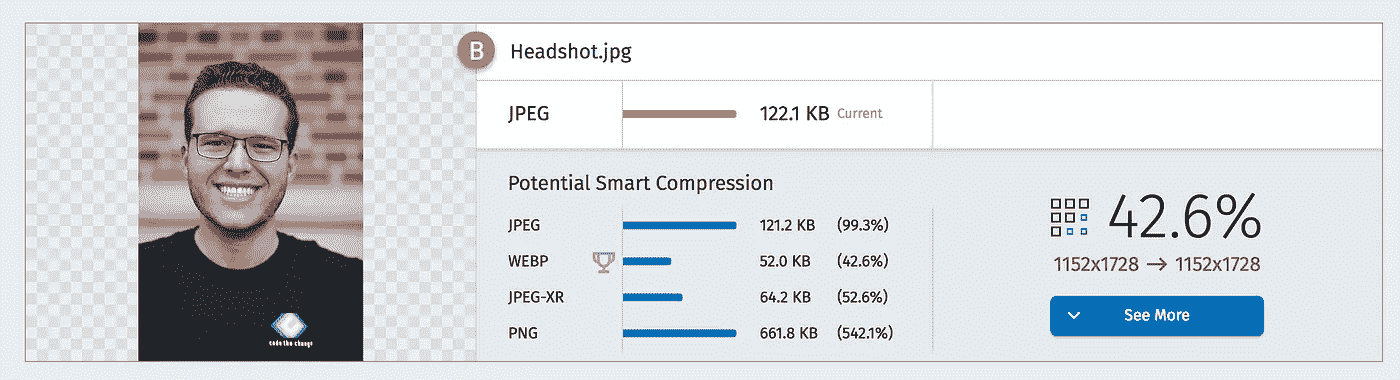 B Headshot.jpg
JPEG 122.1 KB Current
Potential Smart Compression
JPEG 121.2 KB (99.3%)
WEBP 52.0 KB (42.6%)
JPEG-XR 64.2 KB (52.6%)
PNG 661.8 KB (542.1%)
42.6%
1152x1728 → 1152x1728
See More
code the change